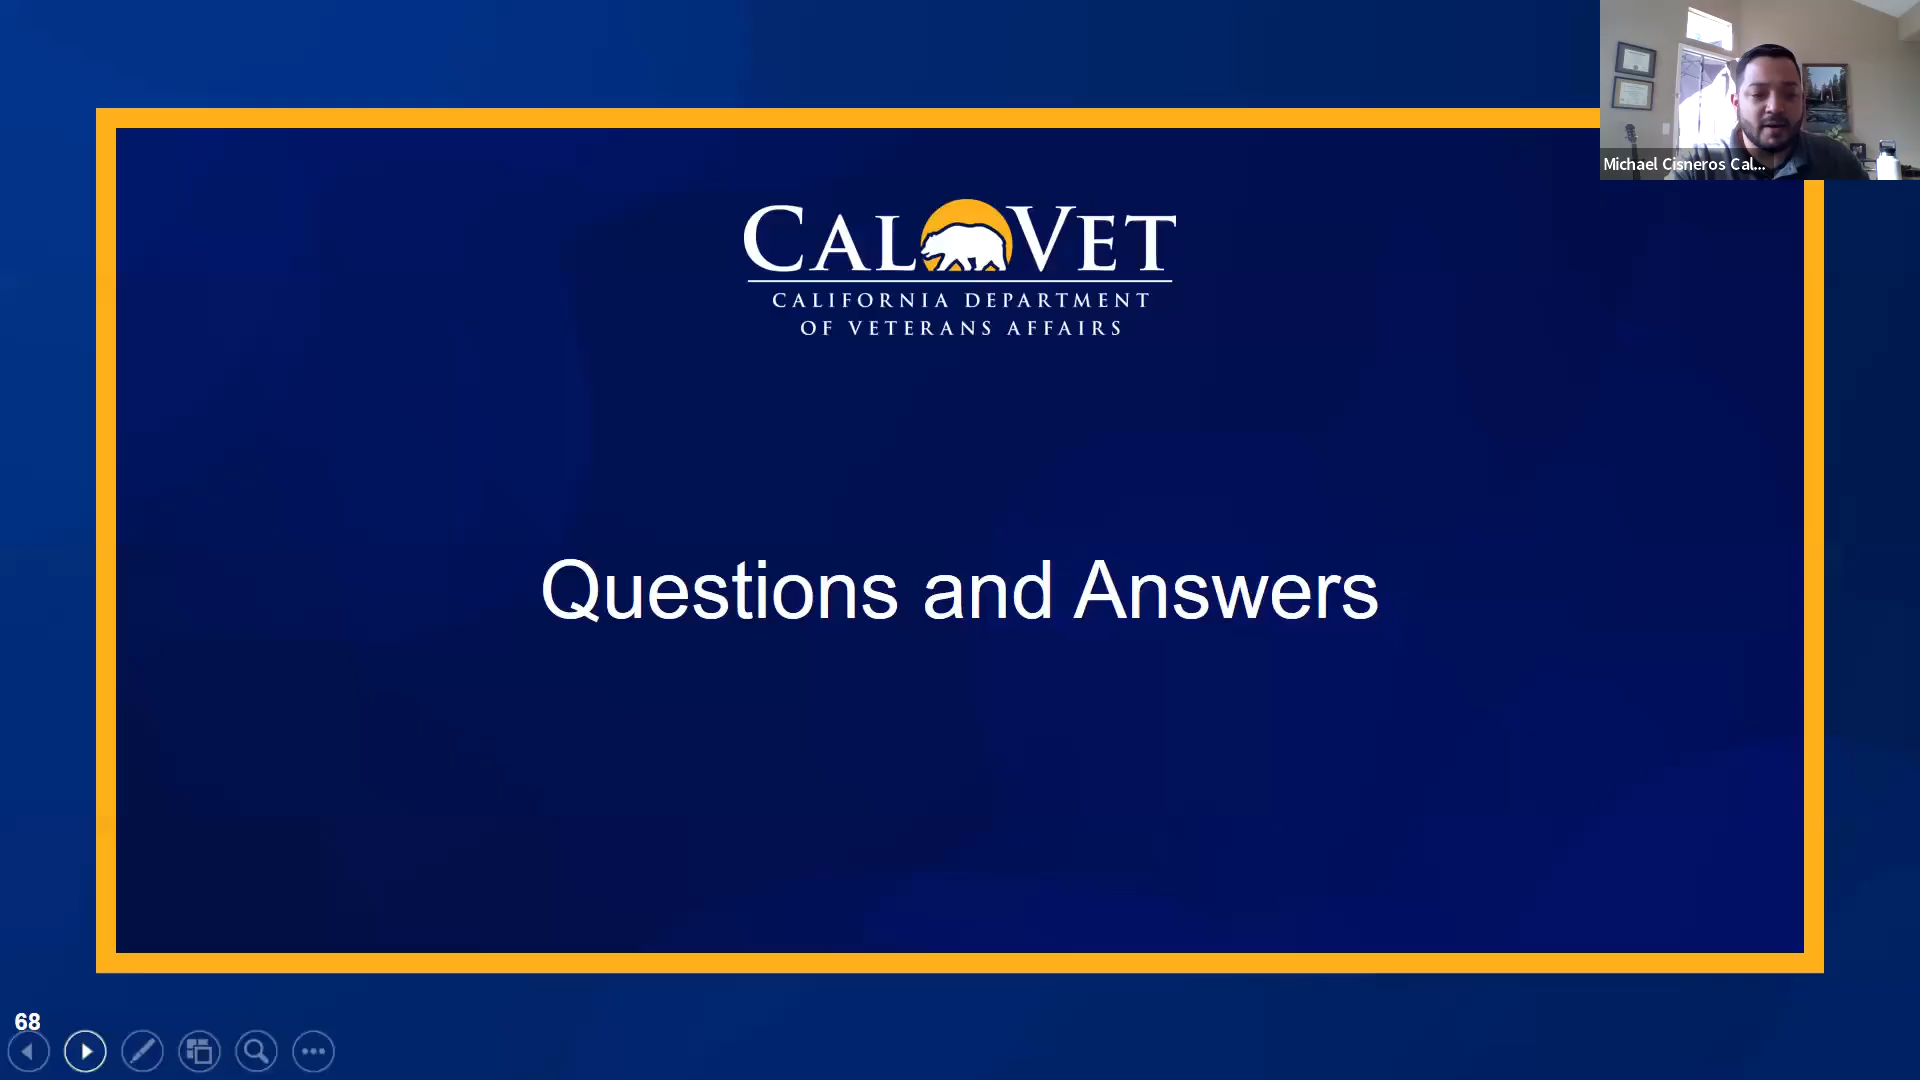 Michael Cisneros Cal...
CALVET
CALIFORNIA DEPARTMENT
OF VETERANS AFFAIRS
Questions and Answers
68